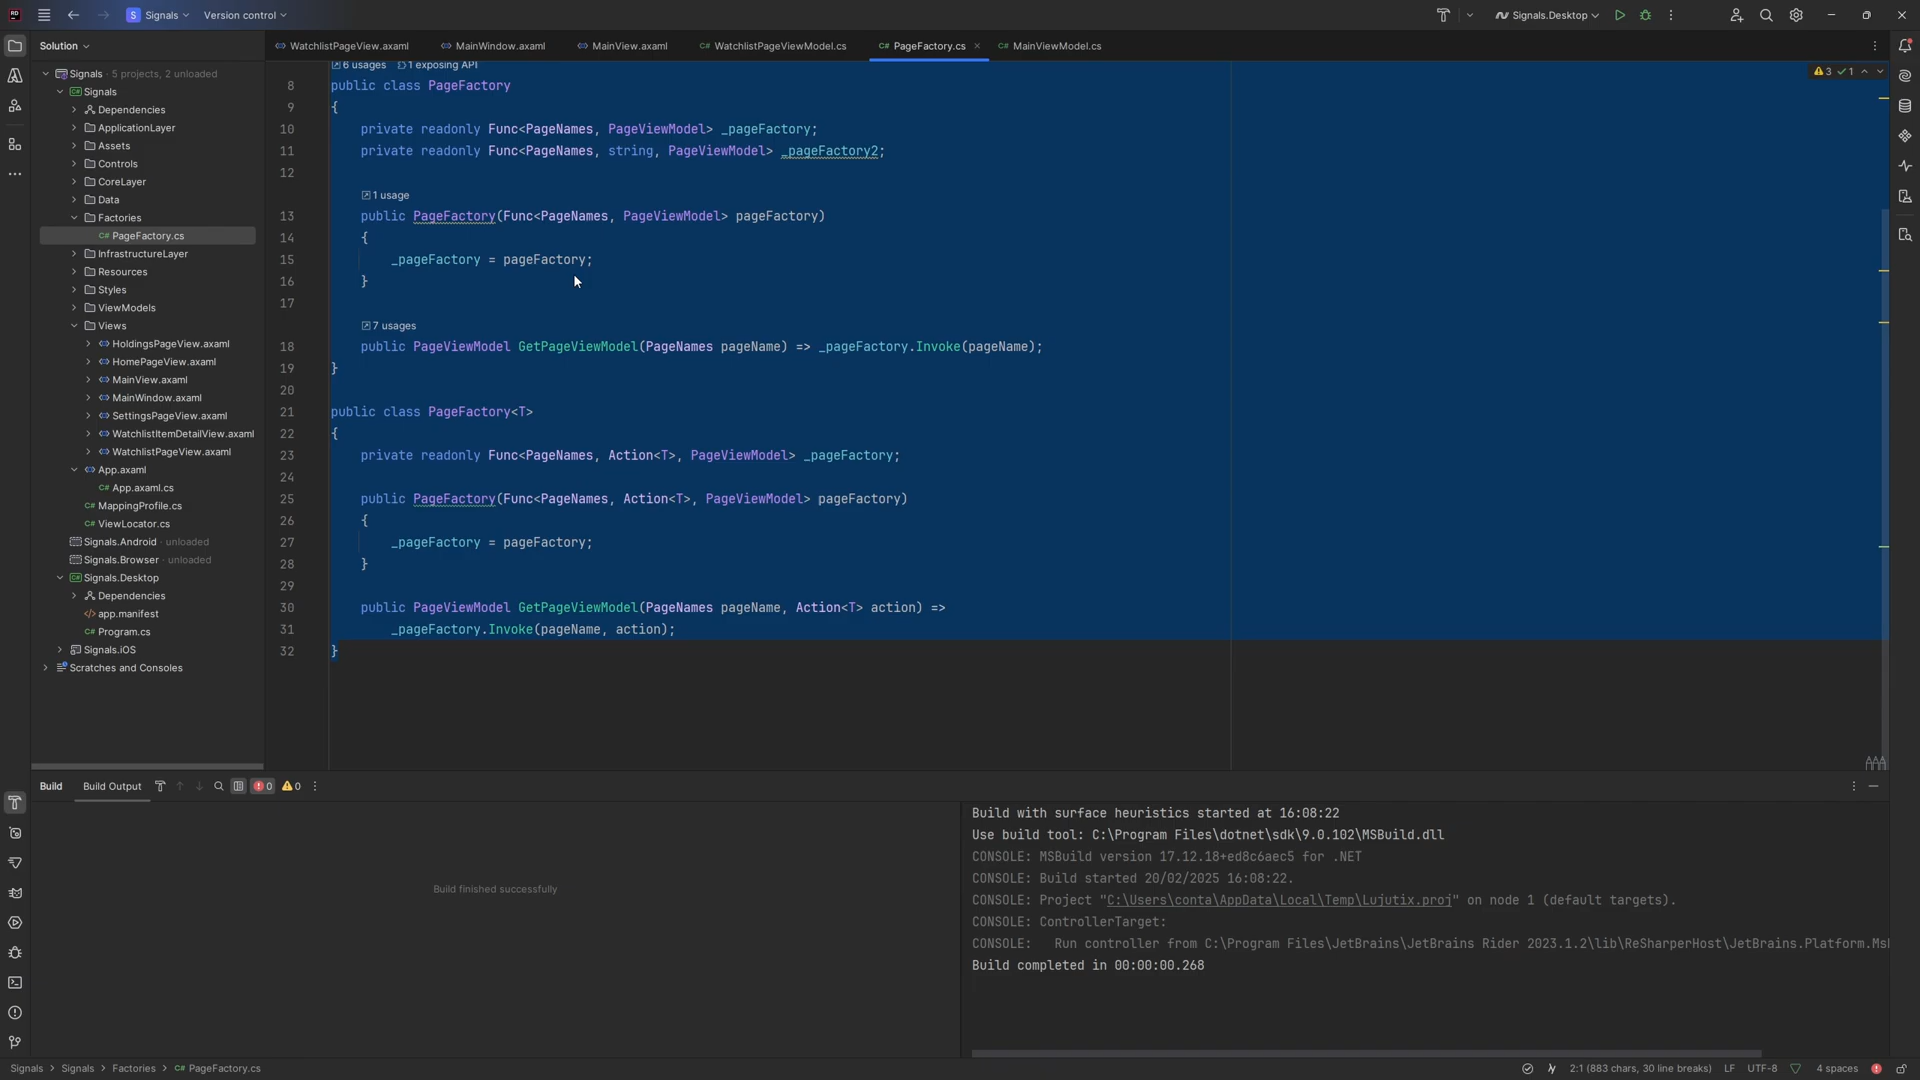 S Signals
Version control
Signals.Desktop
Solution
WatchlistPageView.axaml
MainWindow.axaml
MainView.axaml
C# WatchlistPageViewModel.cs
C# PageFactory.cs
C# MainViewModel.cs
Signals · 5 projects, 2 unloaded
Signals
Dependencies
ApplicationLayer
Assets
Controls
CoreLayer
Data
Factories
C# PageFactory.cs
InfrastructureLayer
Resources
Styles
ViewModels
Views
HoldingsPageView.axaml
HomePageView.axaml
MainView.axaml
MainWindow.axaml
SettingsPageView.axaml
WatchlistItemDetailView.axaml
WatchlistPageView.axaml
App.axaml
C# App.axaml.cs
C# MappingProfile.cs
C# ViewLocator.cs
Signals.Android · unloaded
Signals.Browser · unloaded
Signals.Desktop
Dependencies
app.manifest
C# Program.cs
Signals.iOS
Scratches and Consoles
6 usages 1 exposing API
3 1
8 public class PageFactory
9 {
10 private readonly Func<PageNames, PageViewModel> _pageFactory;
11 private readonly Func<PageNames, string, PageViewModel> _pageFactory2;
12
1 usage
13 public PageFactory(Func<PageNames, PageViewModel> pageFactory)
14 {
15 _pageFactory = pageFactory;
16 }
17
7 usages
18 public PageViewModel GetPageViewModel(PageNames pageName) => _pageFactory.Invoke(pageName);
19 }
20
21 public class PageFactory<T>
22 {
23 private readonly Func<PageNames, Action<T>, PageViewModel> _pageFactory;
24
25 public PageFactory(Func<PageNames, Action<T>, PageViewModel> pageFactory)
26 {
27 _pageFactory = pageFactory;
28 }
29
30 public PageViewModel GetPageViewModel(PageNames pageName, Action<T> action) =>
31 _pageFactory.Invoke(pageName, action);
32 }
Build
Build Output
0
0
Build finished successfully
Build with surface heuristics started at 16:08:22
Use build tool: C:\Program Files\dotnet\sdk\9.0.102\MSBuild.dll
CONSOLE: MSBuild version 17.12.18+ed8c6aec5 for .NET
CONSOLE: Build started 20/02/2025 16:08:22.
CONSOLE: Project "C:\Users\conta\AppData\Local\Temp\Lujutix.proj" on node 1 (default targets).
CONSOLE: ControllerTarget:
CONSOLE:   Run controller from C:\Program Files\JetBrains\JetBrains Rider 2023.1.2\lib\ReSharperHost\JetBrains.Platform.Ms
Build completed in 00:00:00.268
Signals > Signals > Factories > C# PageFactory.cs
2:1 (883 chars, 30 line breaks)
LF
UTF-8
4 spaces